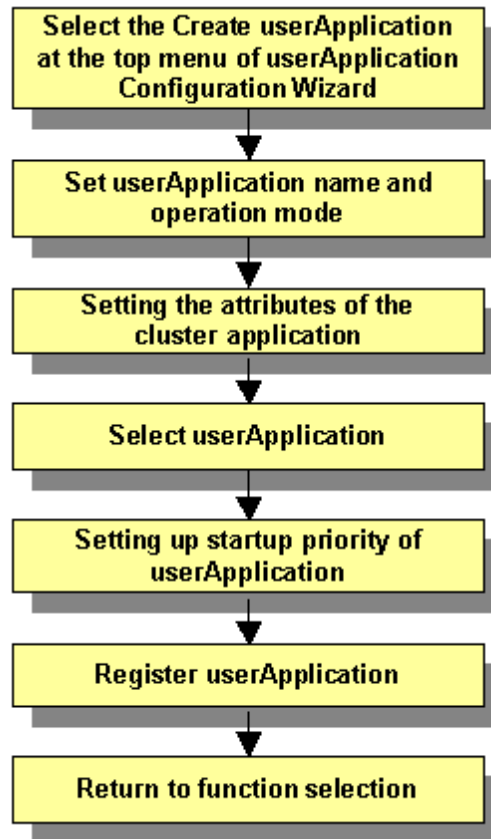 Select the Create userApplication
at the top menu of userApplication
Configuration Wizard
Set userApplication name and
operation mode
Setting the attributes of the
cluster application
Select userApplication
Setting up startup priority of
userApplication
Register userApplication
Return to function selection